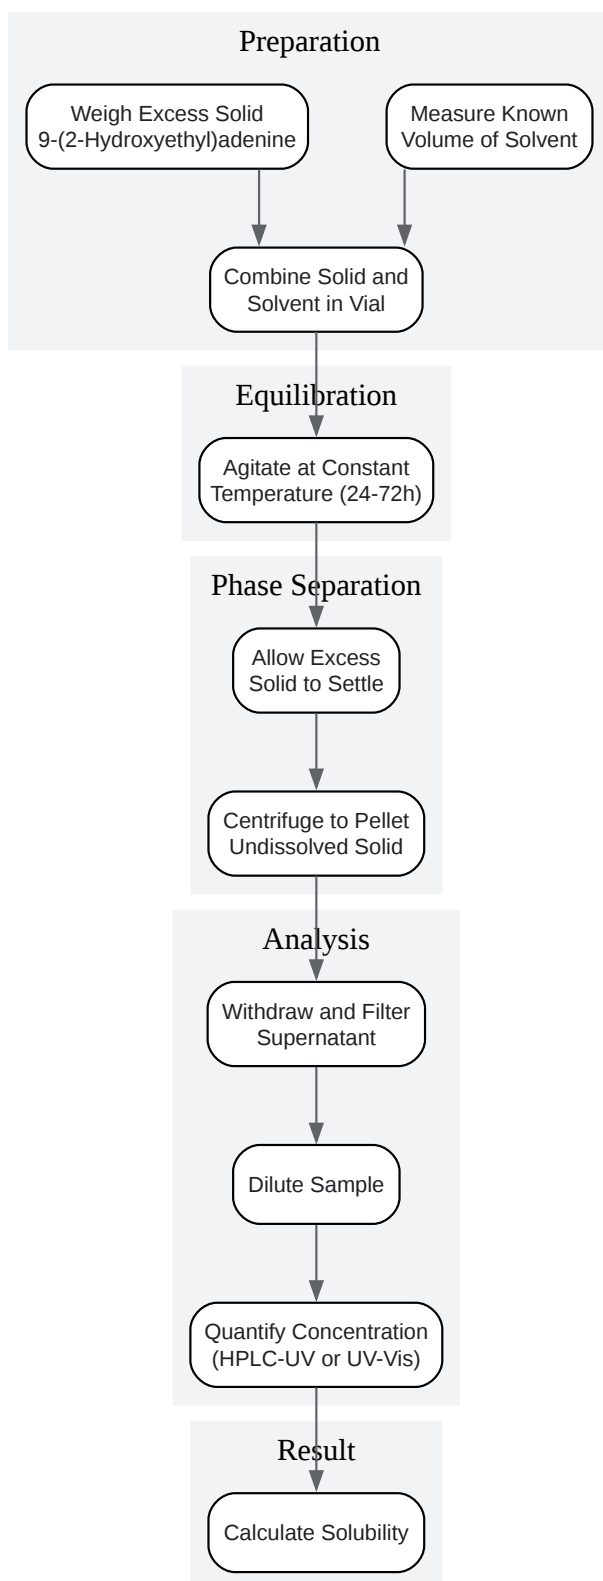 Preparation
Weigh Excess Solid
9-(2-Hydroxyethyl)adenine
Measure Known
Volume of Solvent
Combine Solid and
Solvent in Vial
Equilibration
Agitate at Constant
Temperature (24-72h)
Phase Separation
Allow Excess
Solid to Settle
Centrifuge to Pellet
Undissolved Solid
Analysis
Withdraw and Filter
Supernatant
Dilute Sample
Quantify Concentration
(HPLC-UV or UV-Vis)
Result
Calculate Solubility